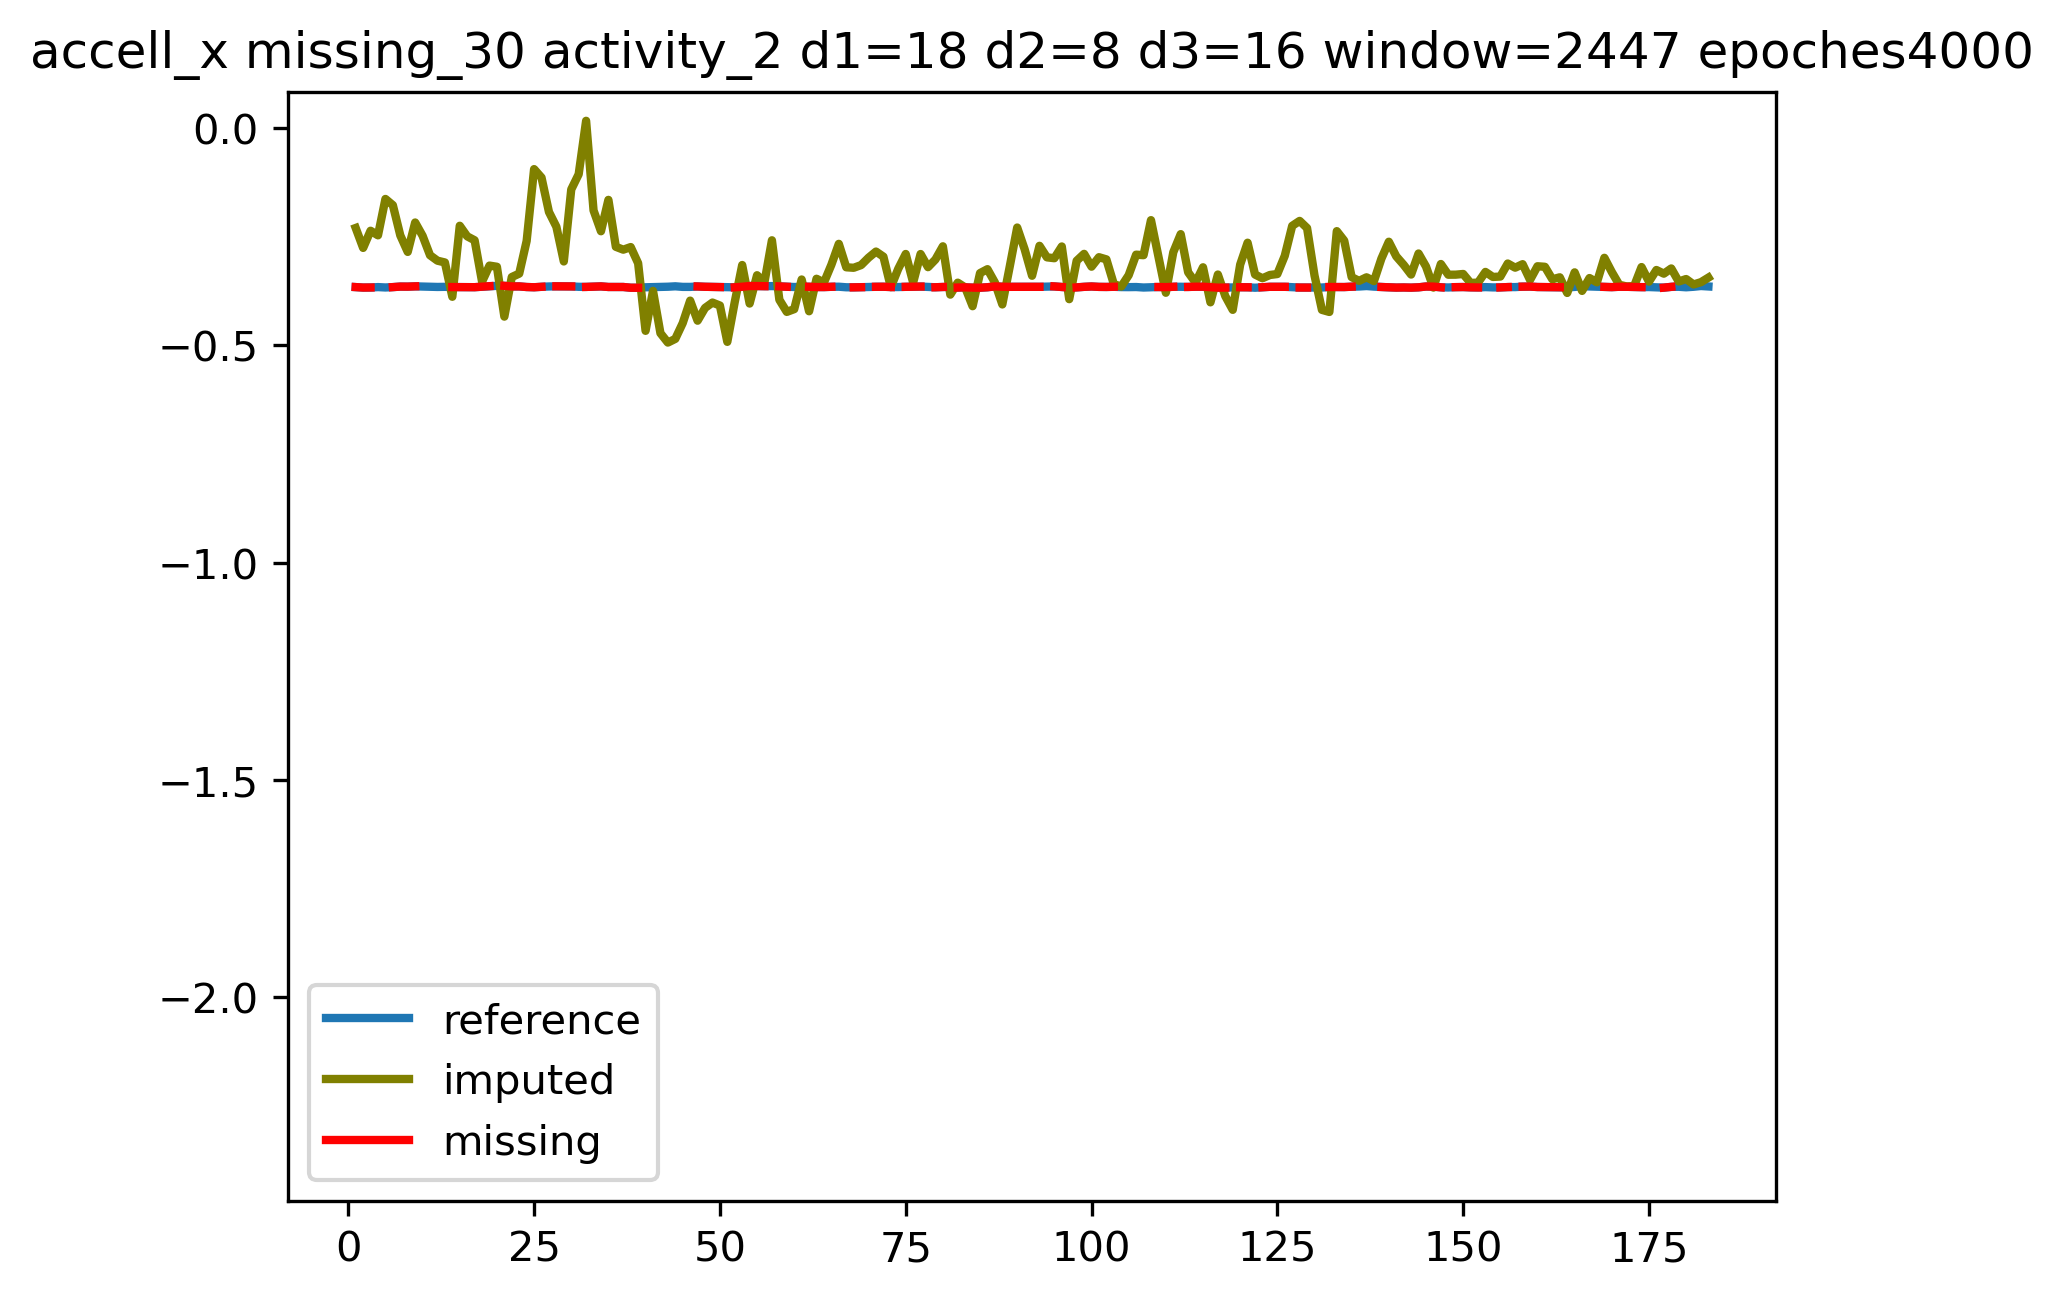 accell_x missing_30 activity_2 d1=18 d2=8 d3=16 window=2447 epoches4000
0.0
−0.5
−1.0
−1.5
−2.0
reference
imputed
missing
0 25 50 75 100 125 150 175